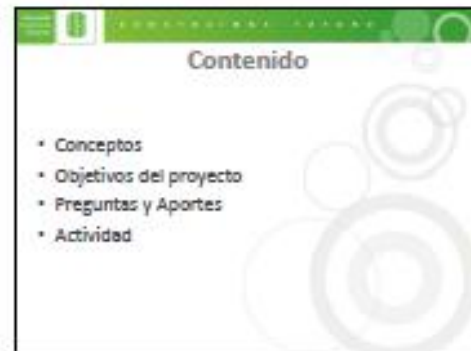 Contenido
• Conceptos
• Objetivos del proyecto
• Preguntas y Aportes
• Actividad